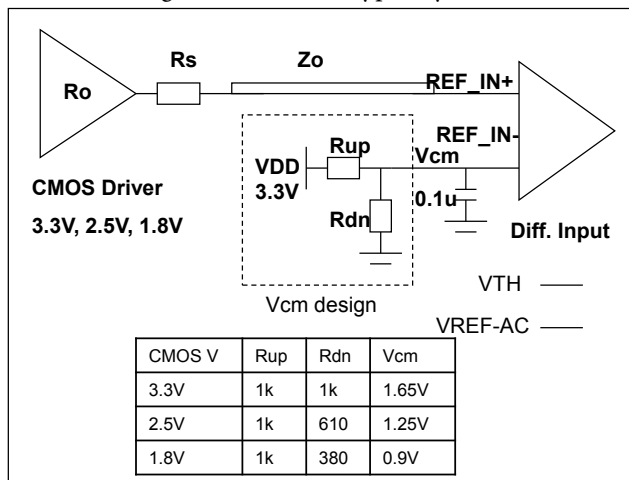 Rs
Zo
Ro
REF_IN+
REF_IN-
Rup
Vcm
VDD
3.3V
CMOS Driver
0.1u
Rdn
3.3V, 2.5V, 1.8V
Diff. Input
Vcm design
VTH
VREF-AC
CMOS V Rup Rdn Vcm
3.3V 1k 1k 1.65V
2.5V 1k 610 1.25V
1.8V 1k 380 0.9V